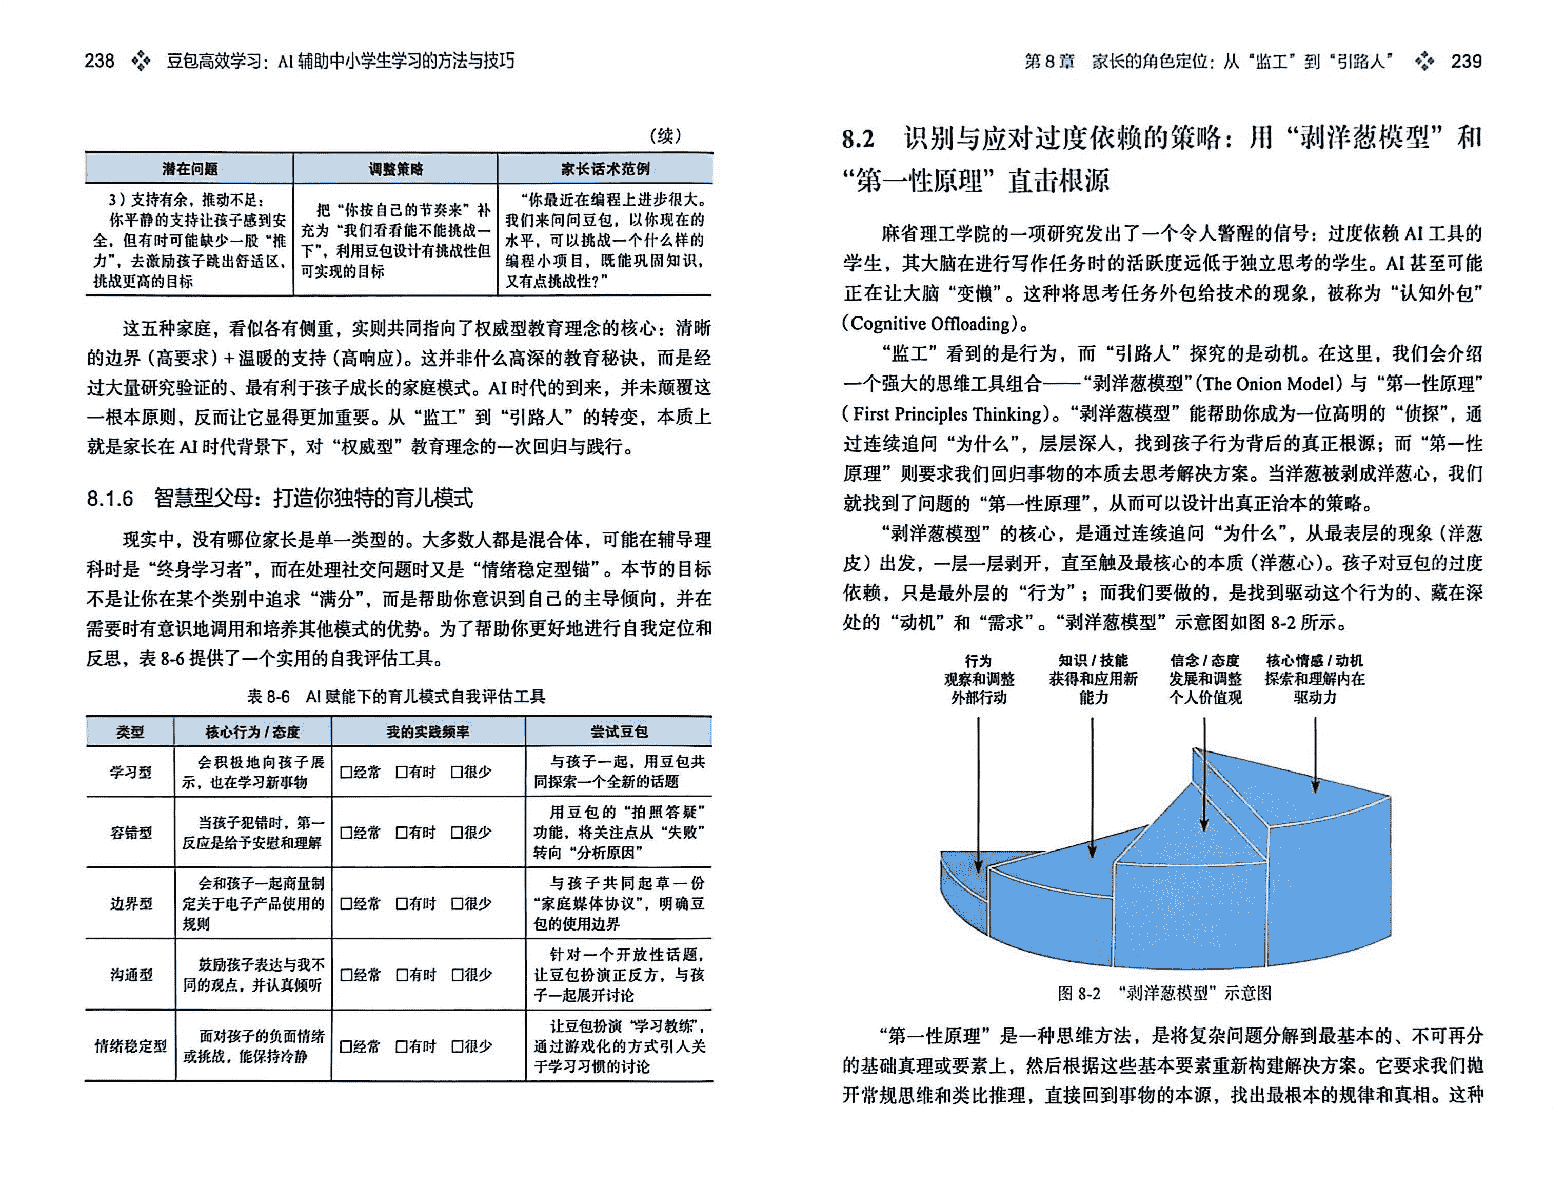 238 豆包高效学习：AI 辅助中小学生学习的方法与技巧
（续）
潜在问题 调整策略 家长话术范例
3）支持有余，推动不足：
你平静的支持让孩子感到安
全，但有时可能缺少一股“推
力”，去激励孩子跳出舒适区，
挑战更高的目标
把“你按自己的节奏来”补
充为“我们看看能不能挑战一
下”，利用豆包设计有挑战性但
可实现的目标
“你最近在编程上进步很大。
我们来问问豆包，以你现在的
水平，可以挑战一个什么样的
编程小项目，既能巩固知识，
又有点挑战性？”
这五种家庭，看似各有侧重，实则共同指向了权威型教育理念的核心：清晰
的边界（高要求）+ 温暖的支持（高响应）。这并非什么高深的教育秘诀，而是经
过大量研究验证的、最有利于孩子成长的家庭模式。AI 时代的到来，并未颠覆这
一根本原则，反而让它显得更加重要。从“监工”到“引路人”的转变，本质上
就是家长在 AI 时代背景下，对“权威型”教育理念的一次回归与践行。
8.1.6 智慧型父母：打造你独特的育儿模式
现实中，没有哪位家长是单一类型的。大多数人都是混合体，可能在辅导理
科时是“终身学习者”，而在处理社交问题时又是“情绪稳定型锚”。本节的目标
不是让你在某个类别中追求“满分”，而是帮助你意识到自己的主导倾向，并在
需要时有意识地调用和培养其他模式的优势。为了帮助你更好地进行自我定位和
反思，表 8-6 提供了一个实用的自我评估工具。
表 8-6 AI 赋能下的育儿模式自我评估工具
类型 核心行为 / 态度 我的实践频率 尝试豆包
学习型
会积极地向孩子展
示，也在学习新事物
□经常 □有时 □很少
与孩子一起，用豆包共
同探索一个全新的话题
容错型
当孩子犯错时，第一
反应是给予安慰和理解
□经常 □有时 □很少
用豆包的“拍照答疑”
功能，将关注点从“失败”
转向“分析原因”
边界型
会和孩子一起商量制
定关于电子产品使用的
规则
□经常 □有时 □很少
与孩子共同起草一份
“家庭媒体协议”，明确豆
包的使用边界
沟通型
鼓励孩子表达与我不
同的观点，并认真倾听
□经常 □有时 □很少
针对一个开放性话题，
让豆包扮演正反方，与孩
子一起展开讨论
情绪稳定型
面对孩子的负面情绪
或挑战，能保持冷静
□经常 □有时 □很少
让豆包扮演“学习教练”，
通过游戏化的方式引入关
于学习习惯的讨论
第 8 章 家长的角色定位：从“监工”到“引路人” 239
8.2 识别与应对过度依赖的策略：用“剥洋葱模型”和
“第一性原理”直击根源
麻省理工学院的一项研究发出了一个令人警醒的信号：过度依赖 AI 工具的
学生，其大脑在进行写作任务时的活跃度远低于独立思考的学生。AI 甚至可能
正在让大脑“变懒”。这种将思考任务外包给技术的现象，被称为“认知外包”
（Cognitive Offloading）。
“监工”看到的是行为，而“引路人”探究的是动机。在这里，我们会介绍
一个强大的思维工具组合——“剥洋葱模型”（The Onion Model）与“第一性原理”
（First Principles Thinking）。“剥洋葱模型”能帮助你成为一位高明的“侦探”，通
过连续追问“为什么”，层层深入，找到孩子行为背后的真正根源；而“第一性
原理”则要求我们回归事物的本质去思考解决方案。当洋葱被剥成洋葱心，我们
就找到了问题的“第一性原理”，从而可以设计出真正治本的策略。
“剥洋葱模型”的核心，是通过连续追问“为什么”，从最表层的现象（洋葱
皮）出发，一层一层剥开，直至触及最核心的本质（洋葱心）。孩子对豆包的过度
依赖，只是最外层的“行为”；而我们要做的，是找到驱动这个行为的、藏在深
处的“动机”和“需求”。“剥洋葱模型”示意图如图 8-2 所示。
行为
观察和调整
外部行动
知识 / 技能
获得和应用新
能力
信念 / 态度
发展和调整
个人价值观
核心情感 / 动机
探索和理解内在
驱动力
图 8-2 “剥洋葱模型”示意图
“第一性原理”是一种思维方法，是将复杂问题分解到最基本的、不可再分
的基础真理或要素上，然后根据这些基本要素重新构建解决方案。它要求我们抛
开常规思维和类比推理，直接回到事物的本源，找出最根本的规律和真相。这种